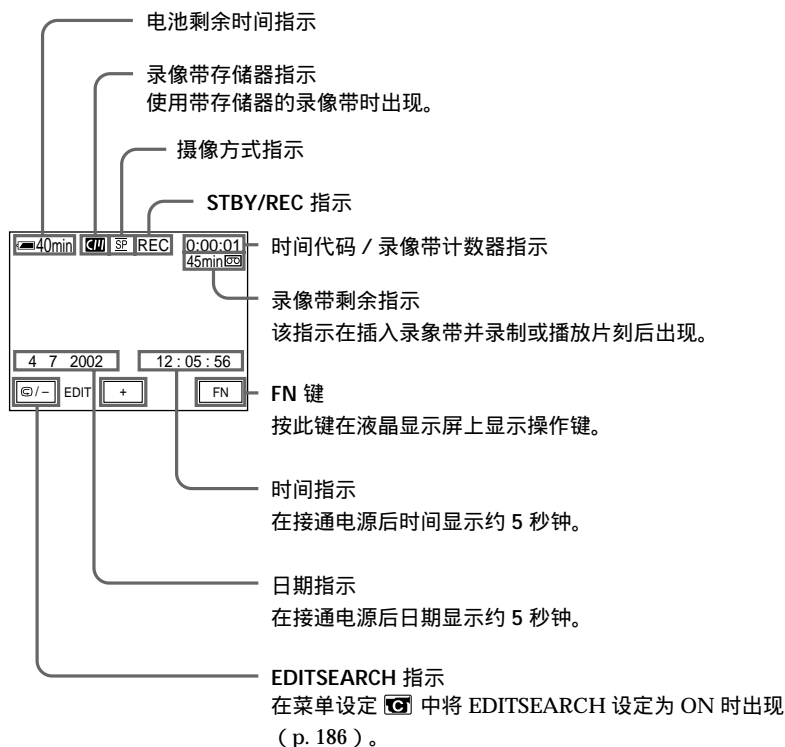 电池剩余时间指示
录像带存储器指示
使用带存储器的录像带时出现。
摄像方式指示
STBY/REC 指示
40min SP REC 0:00:01
45min
时间代码 / 录像带计数器指示
录像带剩余指示
该指示在插入录象带并录制或播放片刻后出现。
4 7 2002 12 : 05 : 56
/ – EDIT + FN
FN 键
按此键在液晶显示屏上显示操作键。
时间指示
在接通电源后时间显示约 5 秒钟。
日期指示
在接通电源后日期显示约 5 秒钟。
EDITSEARCH 指示
在菜单设定 中将 EDITSEARCH 设定为 ON 时出现
( p. 186 ) 。